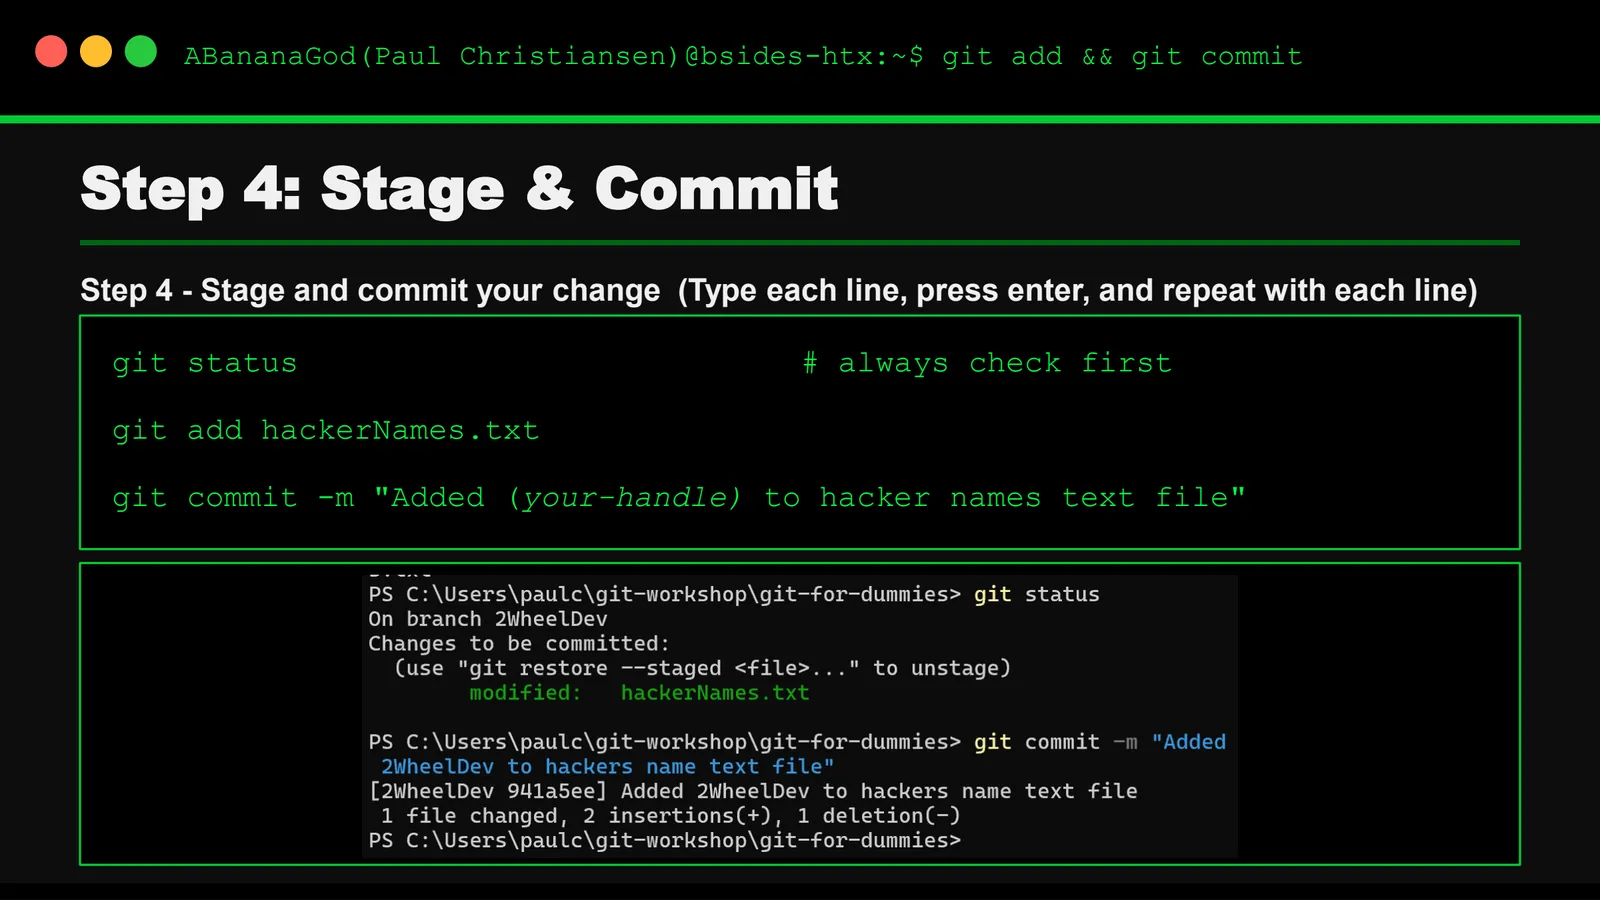 ABananaGod(Paul Christiansen)@bsides-htx:~$ git add && git commit
Step 4: Stage & Commit
Step 4 - Stage and commit your change  (Type each line, press enter, and repeat with each line)
git status # always check first
git add hackerNames.txt
git commit -m "Added (your-handle) to hacker names text file"
PS C:\Users\paulc\git-workshop\git-for-dummies> git status
On branch 2WheelDev
Changes to be committed:
  (use "git restore --staged <file>..." to unstage)
        modified:   hackerNames.txt
PS C:\Users\paulc\git-workshop\git-for-dummies> git commit -m "Added
 2WheelDev to hackers name text file"
[2WheelDev 941a5ee] Added 2WheelDev to hackers name text file
 1 file changed, 2 insertions(+), 1 deletion(-)
PS C:\Users\paulc\git-workshop\git-for-dummies>